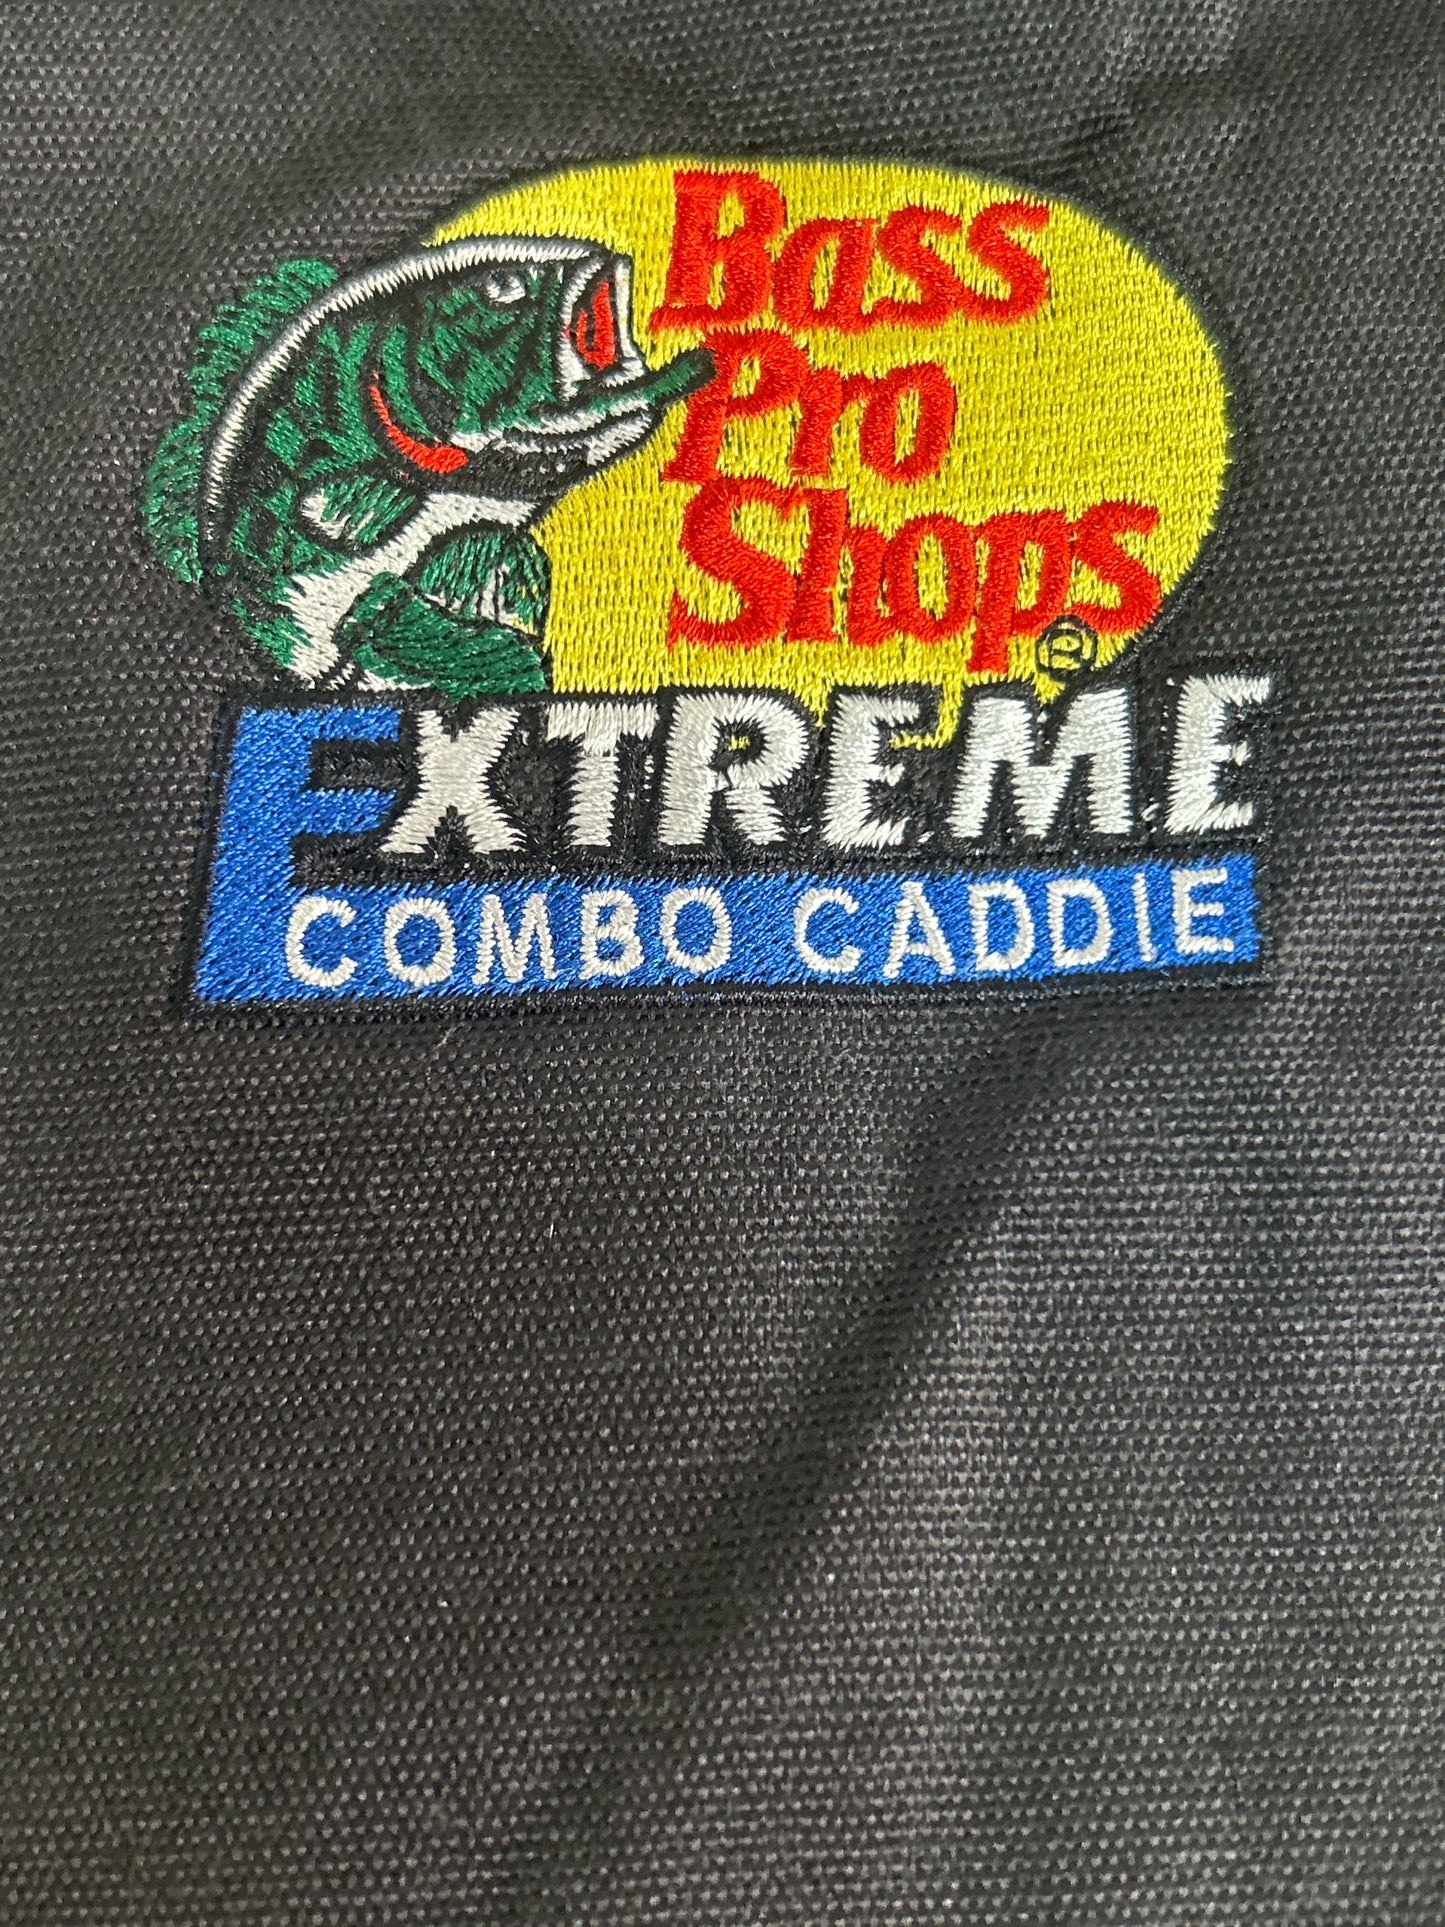 Bass
Pro
Shops®
EXTREME
COMBO CADDIE